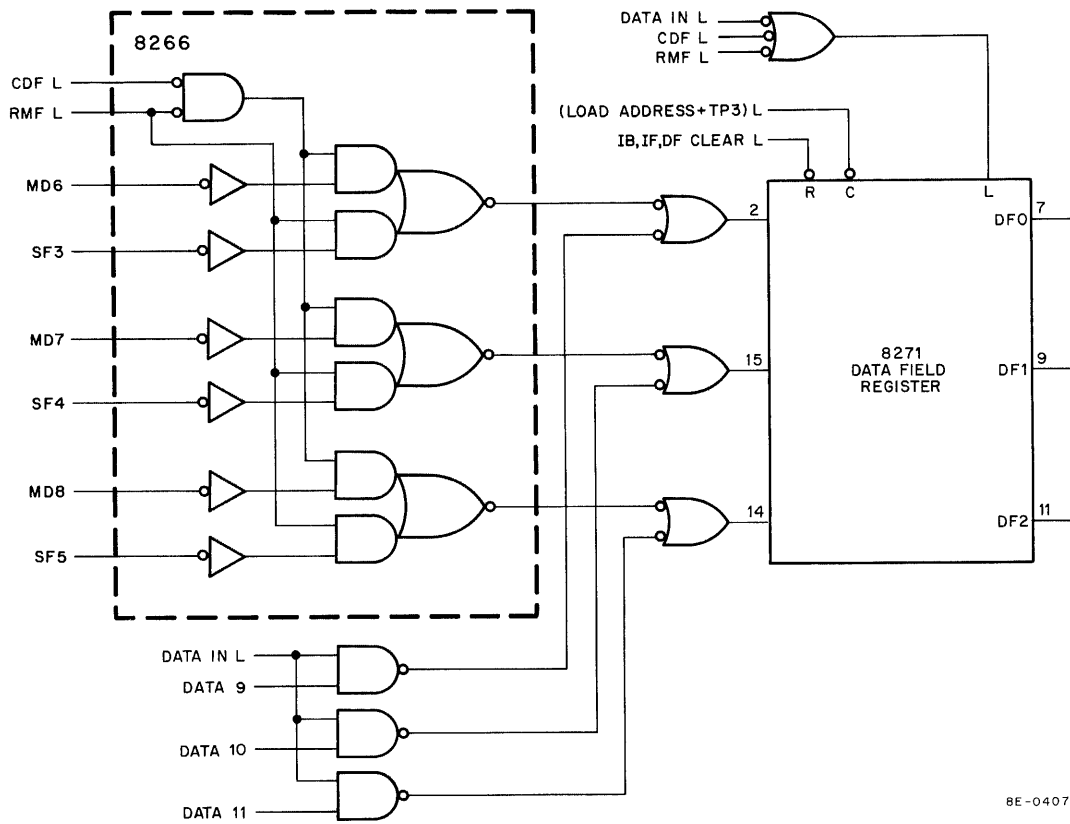 DATA IN L
CDF L
RMF L
8266
CDF L
RMF L
(LOAD ADDRESS+TP3) L
IB, IF, DF CLEAR L
R C L
MD6
SF3
2
DF0 7
MD7
SF4
15
8271
DATA FIELD
REGISTER
DF1 9
MD8
SF5
14
DF2 11
DATA IN L
DATA 9
DATA 10
DATA 11
8E-0407